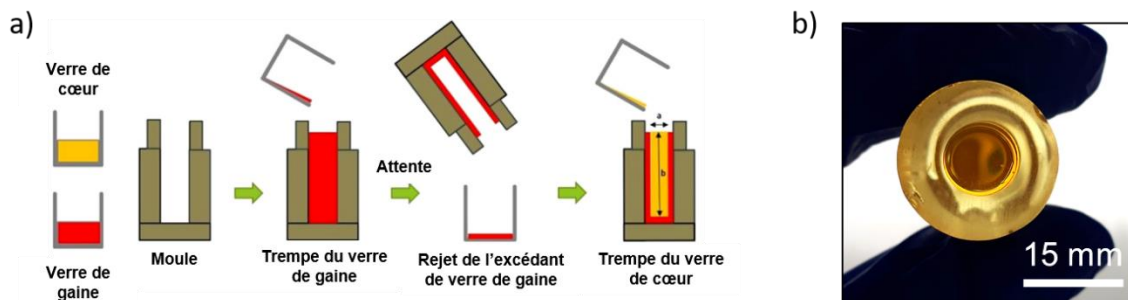 a)
Verre de
cœur
Verre de
gaine
Moule
Trempe du verre
de gaine
Attente
Rejet de l'excédant
de verre de gaine
a
b
Trempe du verre
de cœur
b)
15 mm